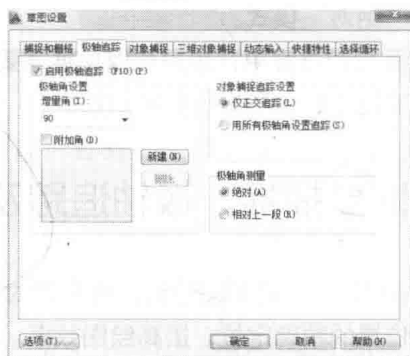 草图设置
捕捉和栅格 极轴追踪 对象捕捉 三维对象捕捉 动态输入 快捷特性 选择循环
启用极轴追踪 (F10)(P)
极轴角设置
增量角(I):
90
附加角(D)
新建(N)
删除
对象捕捉追踪设置
仅正交追踪(L)
用所有极轴角设置追踪(S)
极轴角测量
绝对(A)
相对上一段(R)
选项(T)...
确定 取消 帮助(H)